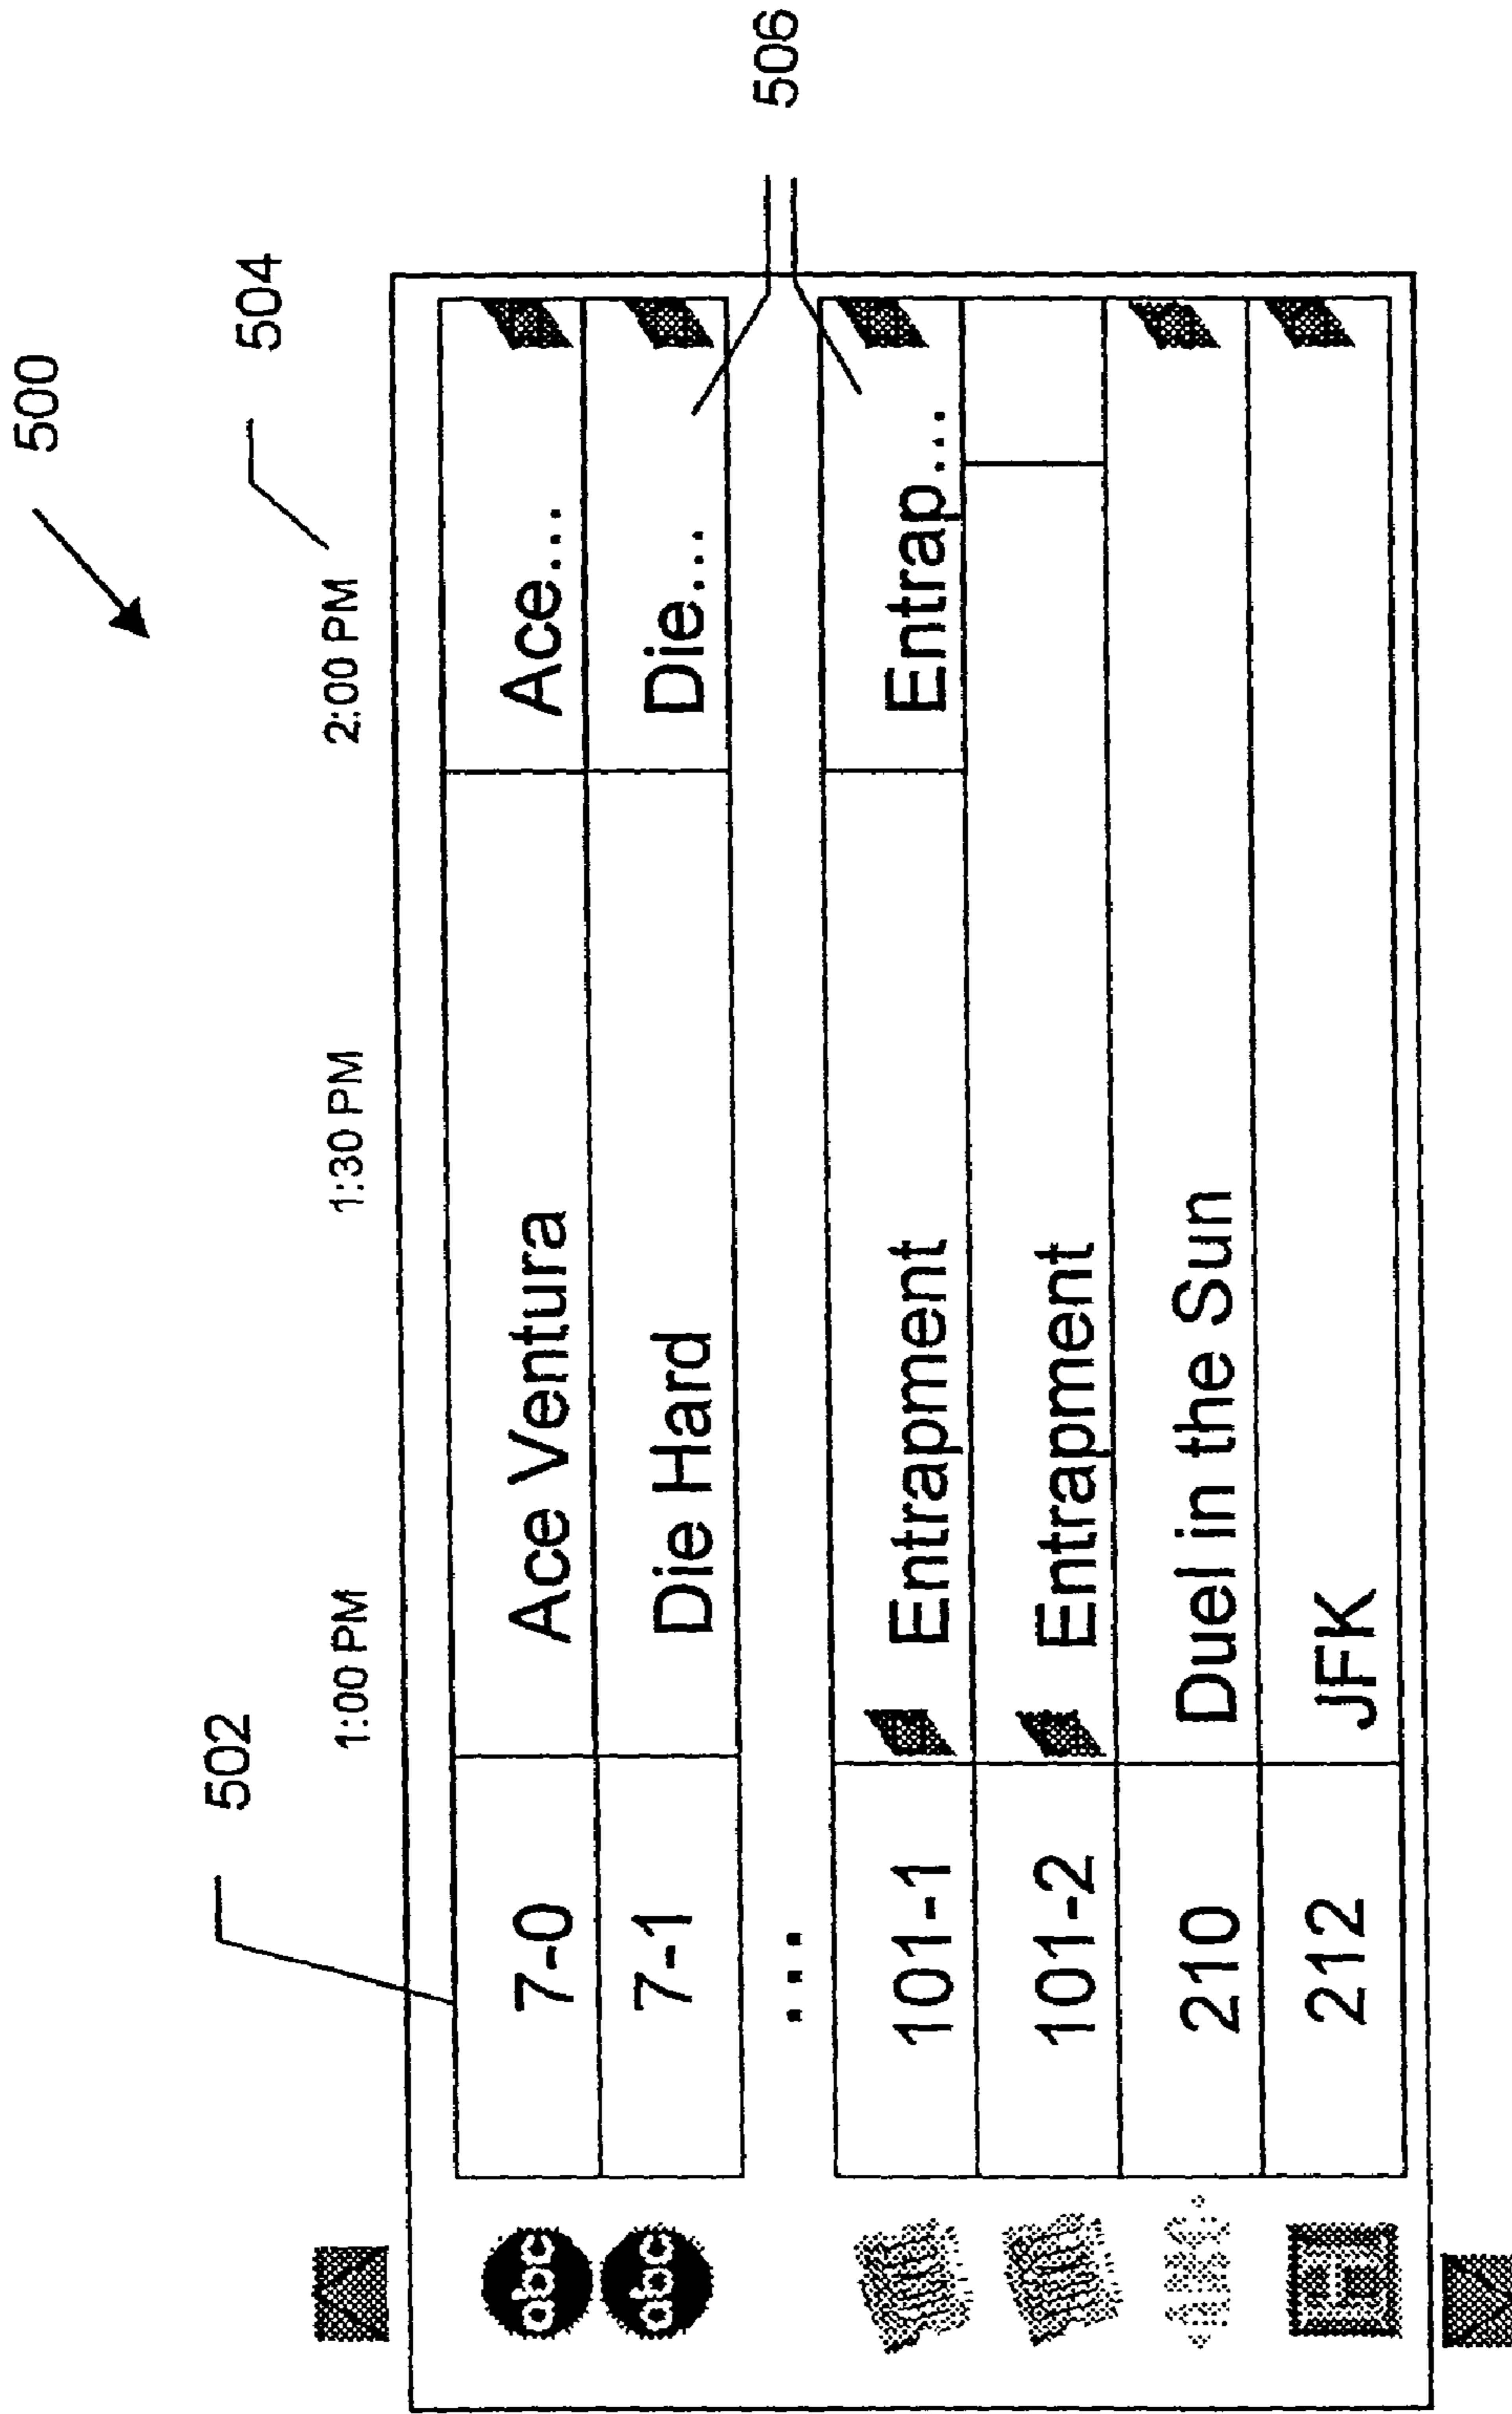 500
502
504
1:00 PM 1:30 PM 2:00 PM
abc 7-0 Ace Ventura Ace...
abc 7-1 Die Hard Die...
506
...
101-1 Entrapment Entrap...
101-2 Entrapment
210 Duel in the Sun
212 JFK